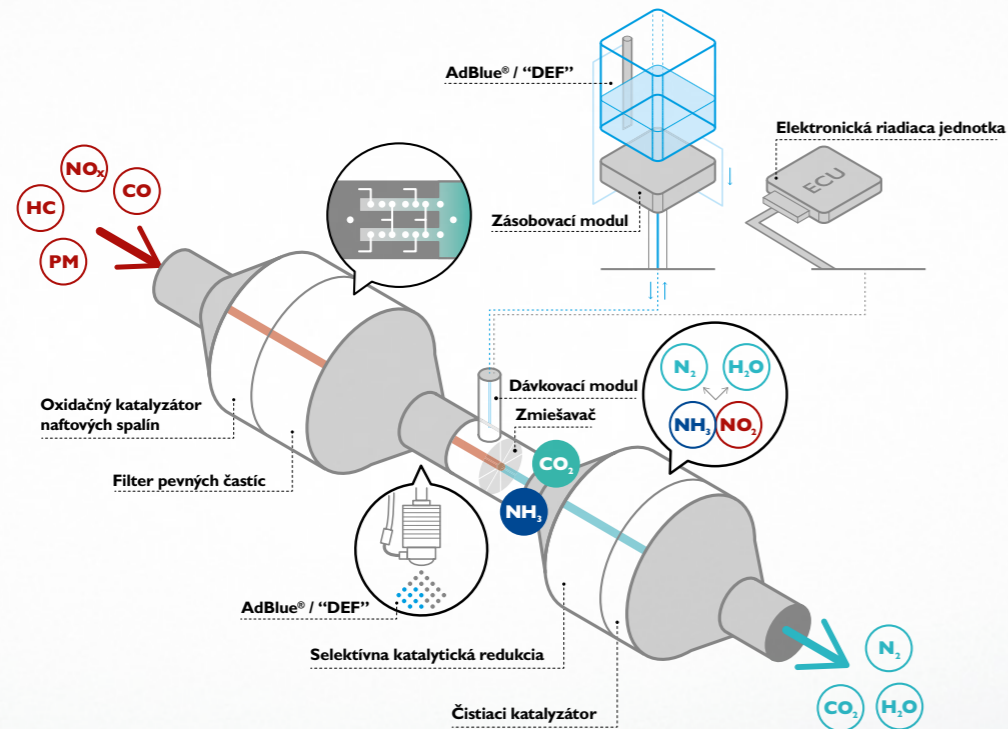 AdBlue® / “DEF”
Elektronická riadiaca jednotka
ECU
Zásobovací modul
NOₓ
CO
HC
PM
N₂
H₂O
NH₃
NO₂
Dávkovací modul
Zmiešavač
CO₂
NH₃
Oxidačný katalyzátor
naftových spalín
Filter pevných častíc
AdBlue® / “DEF”
Selektívna katalytická redukcia
Čistiaci katalyzátor
N₂
CO₂
H₂O